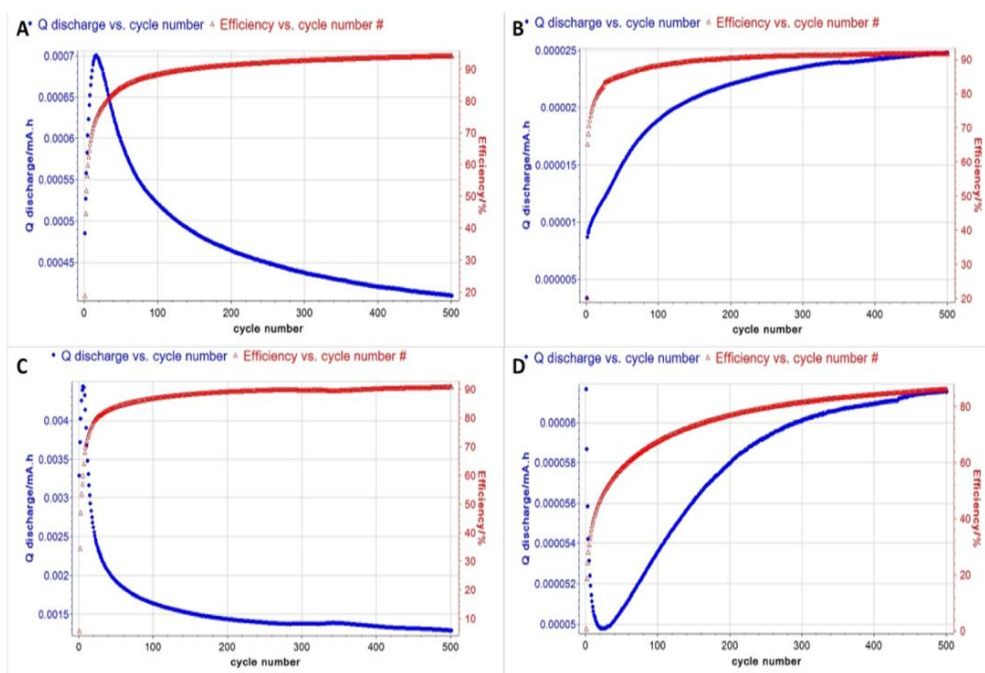 A
• Q discharge vs. cycle number ▵ Efficiency vs. cycle number #
0.0007
0.00065
0.0006
0.00055
0.0005
0.00045
Q discharge/mA.h
90
80
70
60
50
40
30
20
Efficiency/%
0 100 200 300 400 500
cycle number
B
• Q discharge vs. cycle number ▵ Efficiency vs. cycle number #
0.000025
0.00002
0.000015
0.00001
0.000005
Q discharge/mA.h
90
80
70
60
50
40
30
20
Efficiency/%
0 100 200 300 400 500
cycle number
C
• Q discharge vs. cycle number ▵ Efficiency vs. cycle number #
0.004
0.0035
0.003
0.0025
0.002
0.0015
Q discharge/mA.h
90
80
70
60
50
40
30
20
10
Efficiency/%
0 100 200 300 400 500
cycle number
D
• Q discharge vs. cycle number ▵ Efficiency vs. cycle number #
0.00006
0.000058
0.000056
0.000054
0.000052
0.00005
Q discharge/mA.h
80
60
40
20
0
Efficiency/%
0 100 200 300 400 500
cycle number